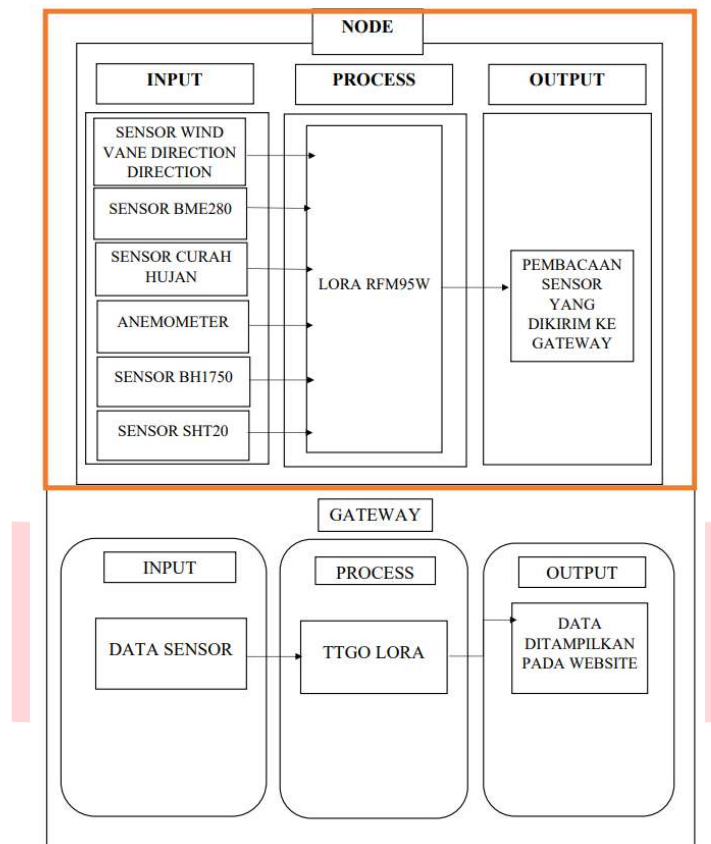 NODE
INPUT
PROCESS
OUTPUT
SENSOR WIND
VANE DIRECTION
DIRECTION
SENSOR BME280
SENSOR CURAH
HUJAN
ANEMOMETER
SENSOR BH1750
SENSOR SHT20
LORA RFM95W
PEMBACAAN
SENSOR
YANG
DIKIRIM KE
GATEWAY
GATEWAY
INPUT
PROCESS
OUTPUT
DATA SENSOR
TTGO LORA
DATA
DITAMPILKAN
PADA WEBSITE